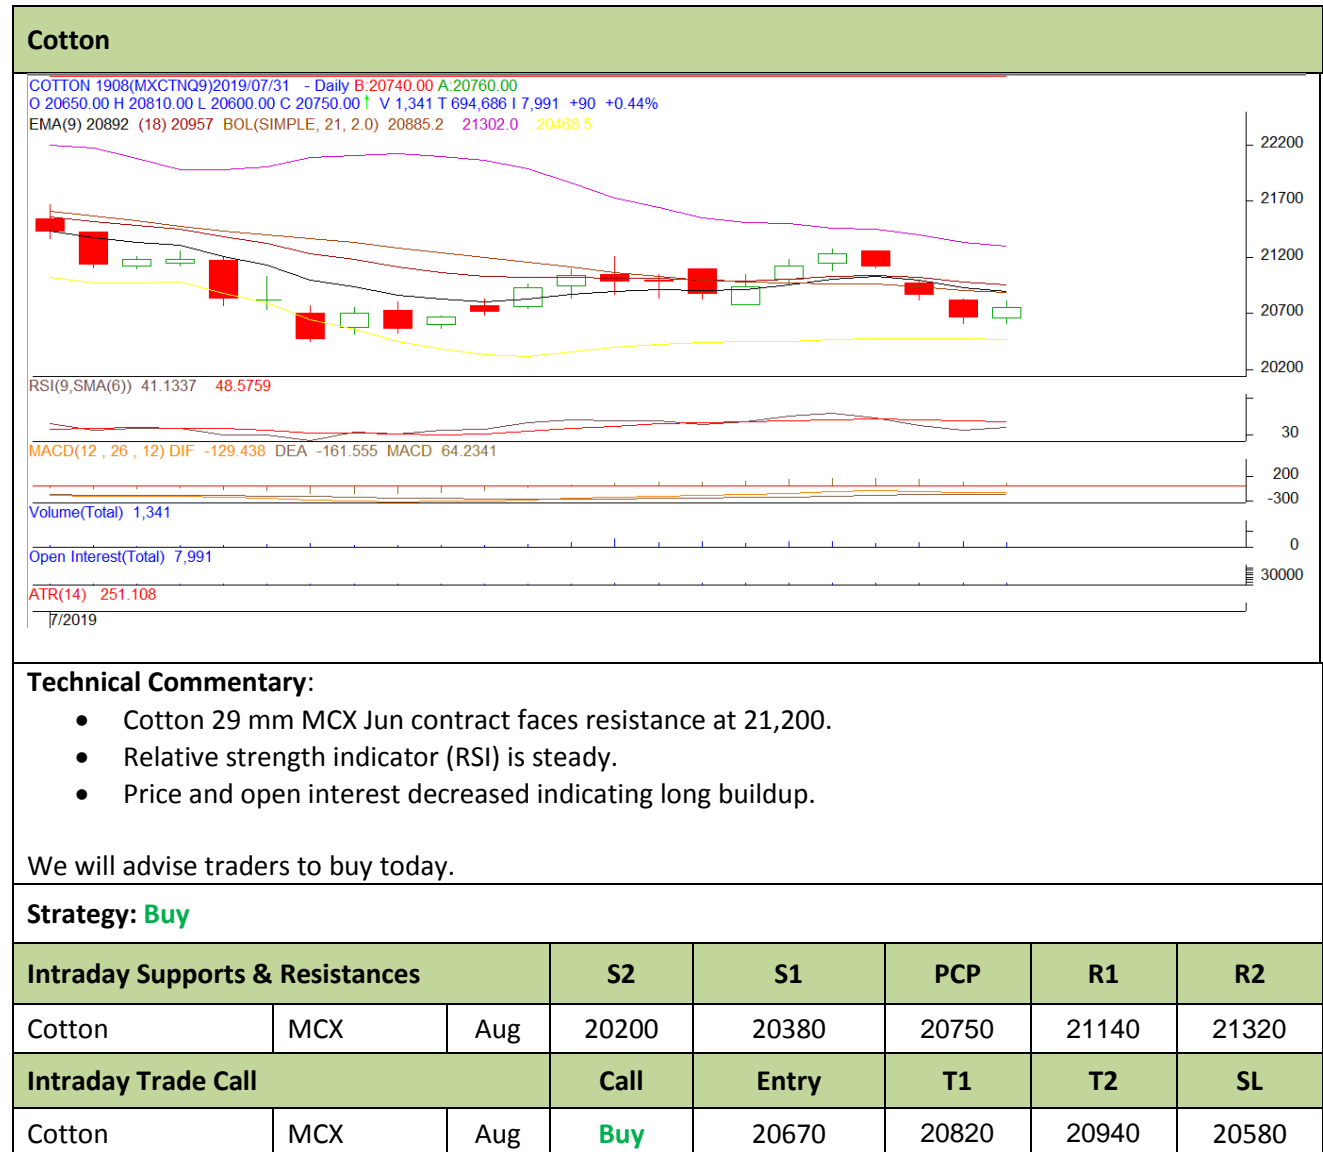 Cotton
COTTON 1908(MXCTNQ9)2019/07/31 - Daily B:20740.00 A:20760.00
O 20650.00 H 20810.00 L 20600.00 C 20750.00↑ V 1,341 T 694,686 I 7,991 +90 +0.44%
EMA(9) 20892 (18) 20957 BOL(SIMPLE, 21, 2.0) 20885.2 21302.0 20468.5
22200
21700
21200
20700
20200
RSI(9,SMA(6)) 41.1337 48.5759
30
MACD(12 , 26 , 12) DIF -129.438 DEA -161.555 MACD 64.2341
200
-300
Volume(Total) 1,341
0
Open Interest(Total) 7,991
30000
ATR(14) 251.108
7/2019
Technical Commentary:
• Cotton 29 mm MCX Jun contract faces resistance at 21,200.
• Relative strength indicator (RSI) is steady.
• Price and open interest decreased indicating long buildup.
We will advise traders to buy today.
Strategy: Buy
Intraday Supports & Resistances S2 S1 PCP R1 R2
Cotton MCX Aug 20200 20380 20750 21140 21320
Intraday Trade Call Call Entry T1 T2 SL
Cotton MCX Aug Buy 20670 20820 20940 20580